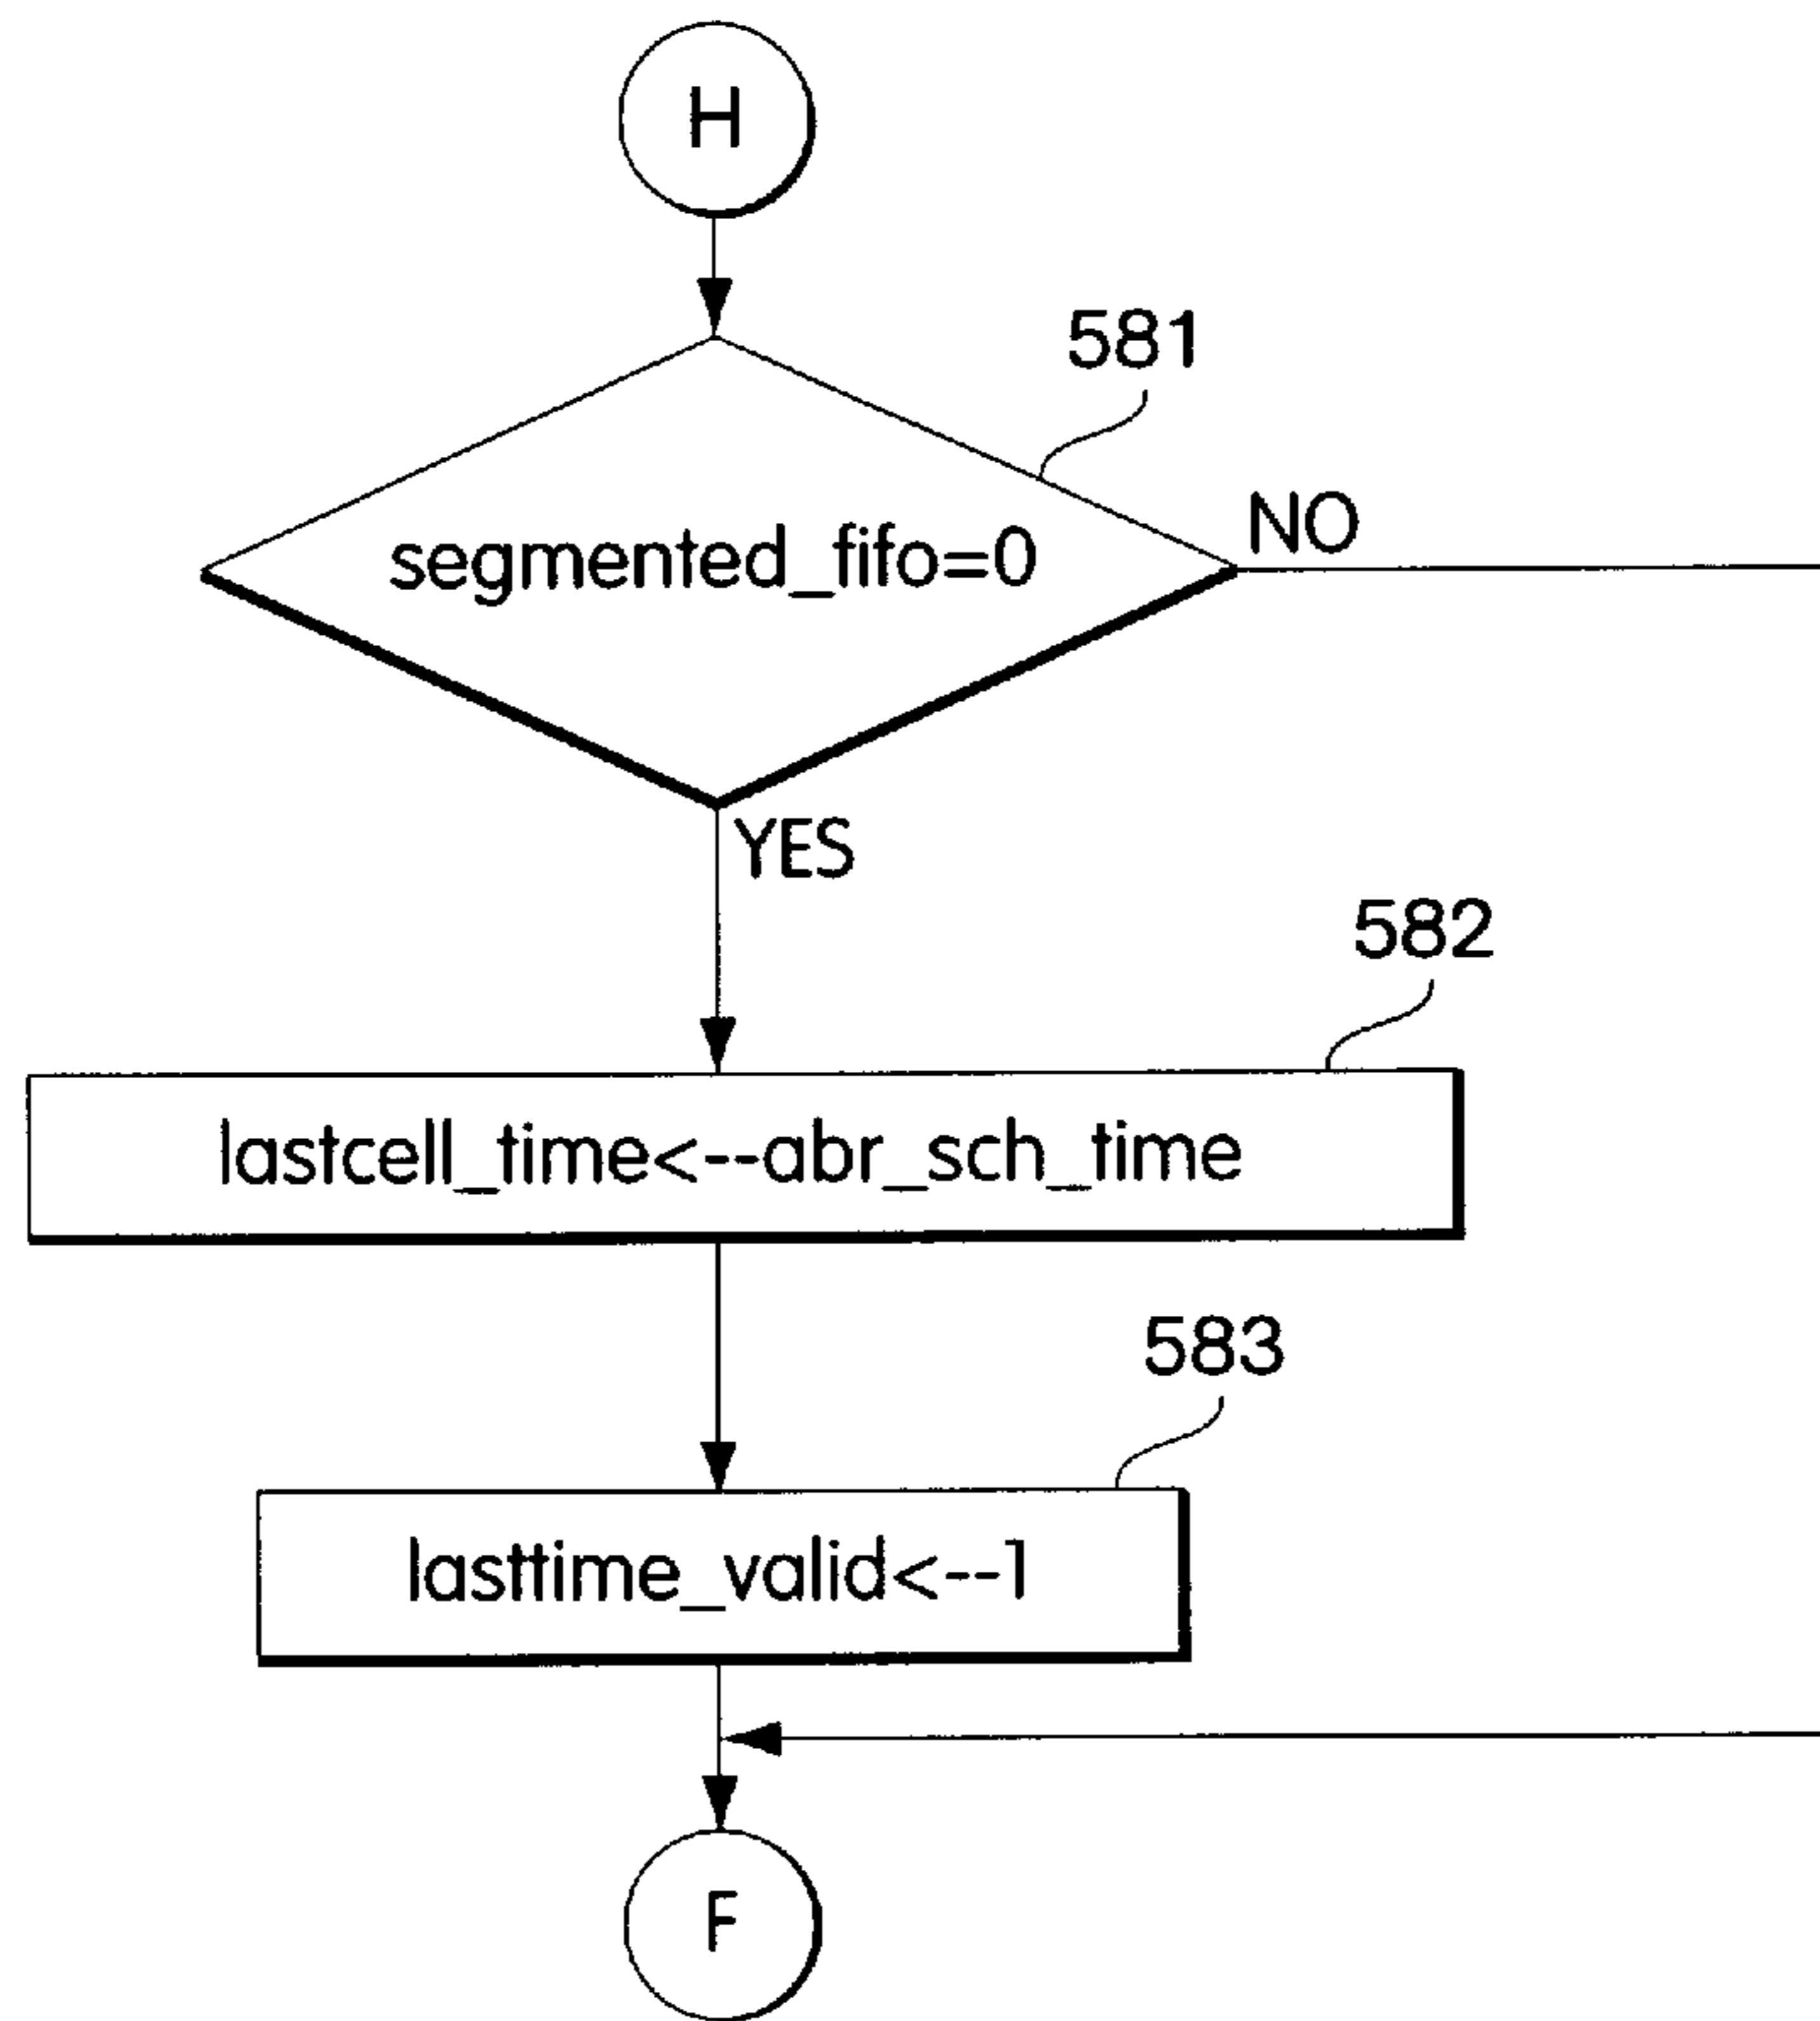 H
581
segmented_fifo=0
NO
YES
582
lastcell_time<--abr_sch_time
583
lasttime_valid<--1
F